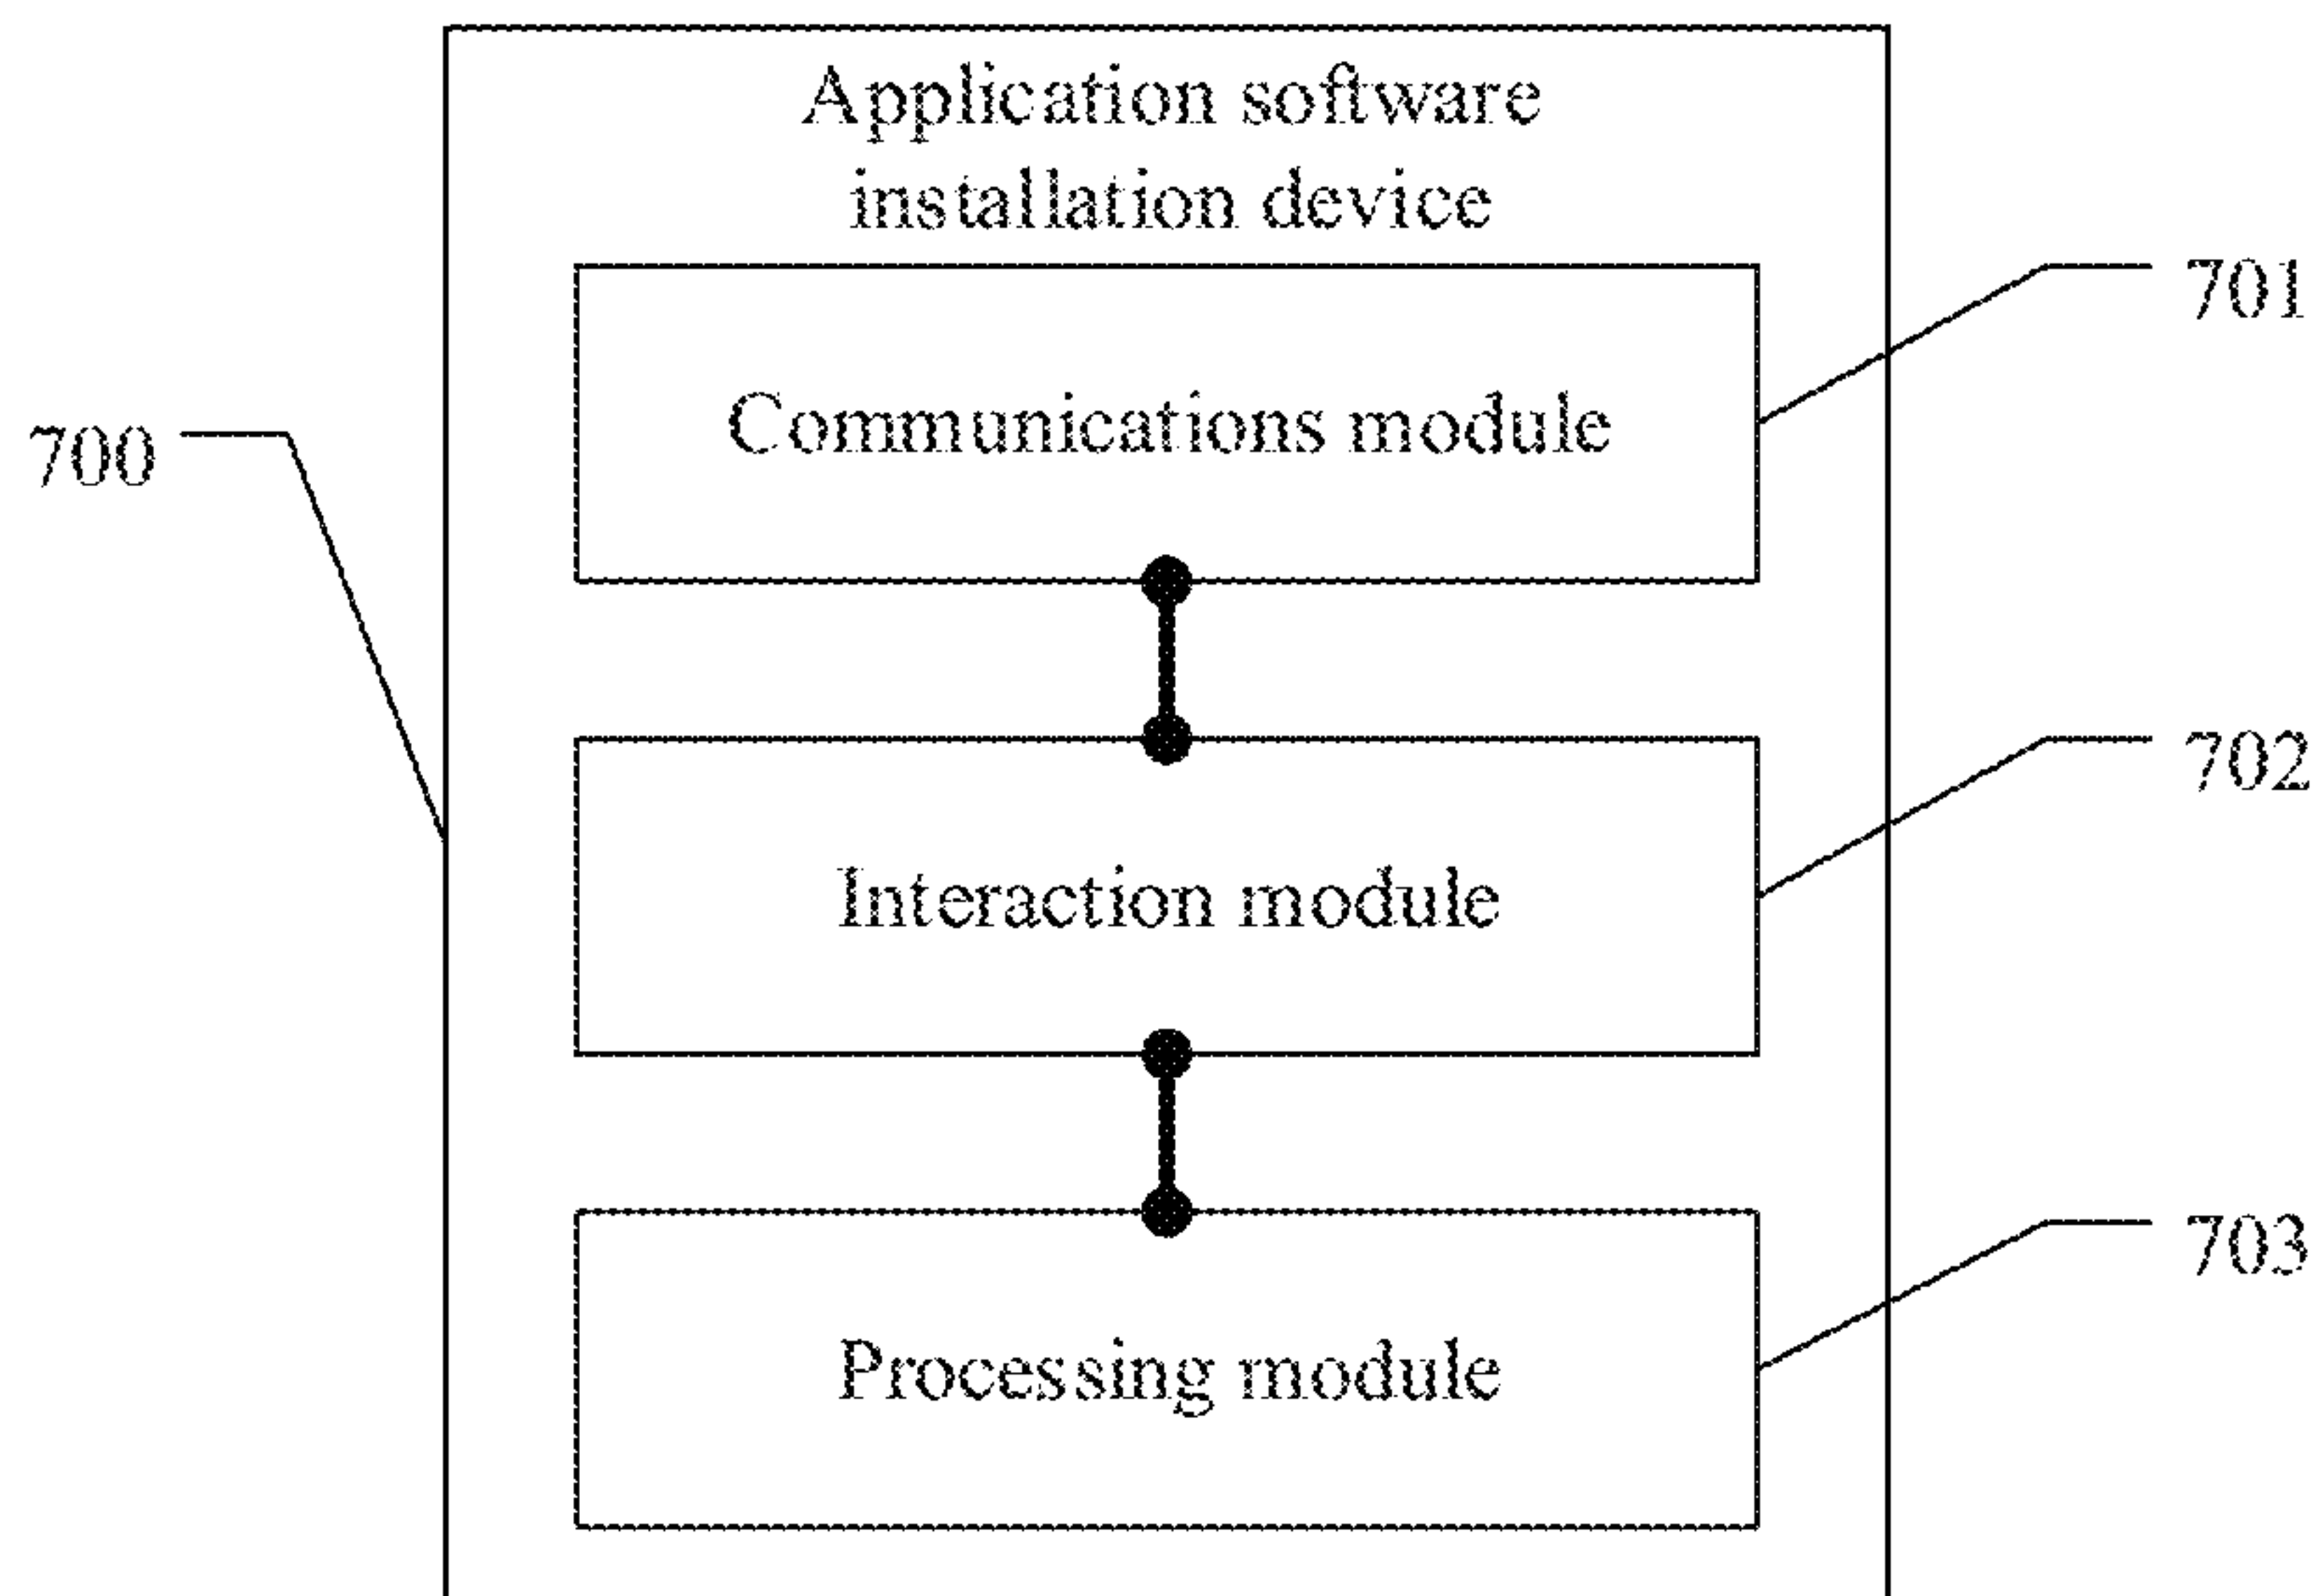 Application software
installation device
701
Communications module
700
702
Interaction module
703
Processing module